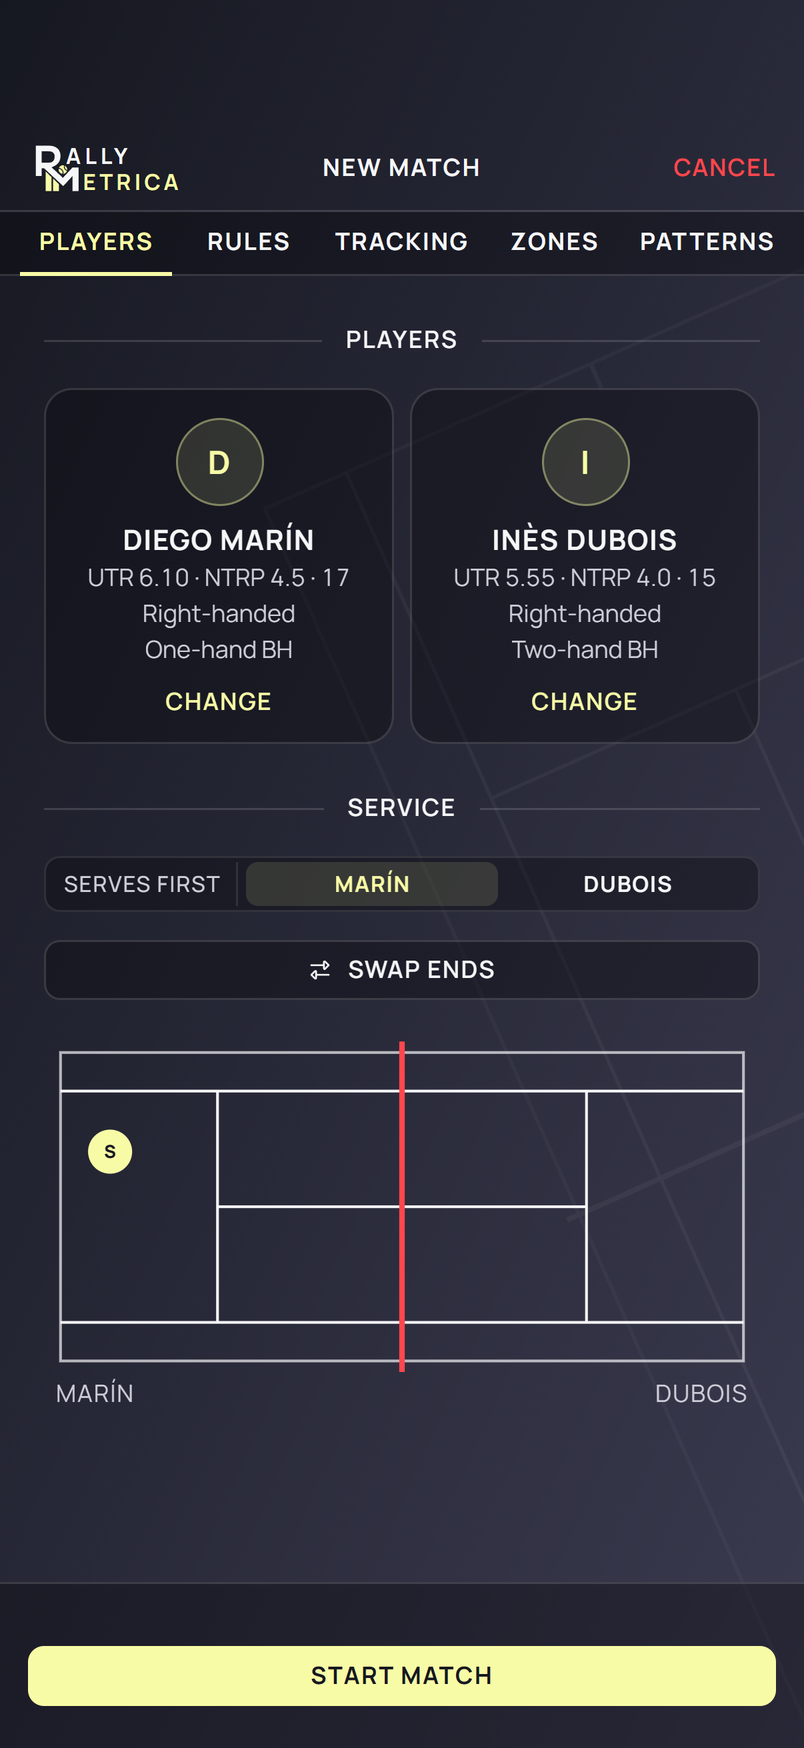 RALLY
METRICA
NEW MATCH
CANCEL
PLAYERS RULES TRACKING ZONES PATTERNS
PLAYERS
D
DIEGO MARÍN
UTR 6.10 · NTRP 4.5 · 17
Right-handed
One-hand BH
CHANGE
I
INÈS DUBOIS
UTR 5.55 · NTRP 4.0 · 15
Right-handed
Two-hand BH
CHANGE
SERVICE
SERVES FIRST MARÍN DUBOIS
SWAP ENDS
S
MARÍN DUBOIS
START MATCH